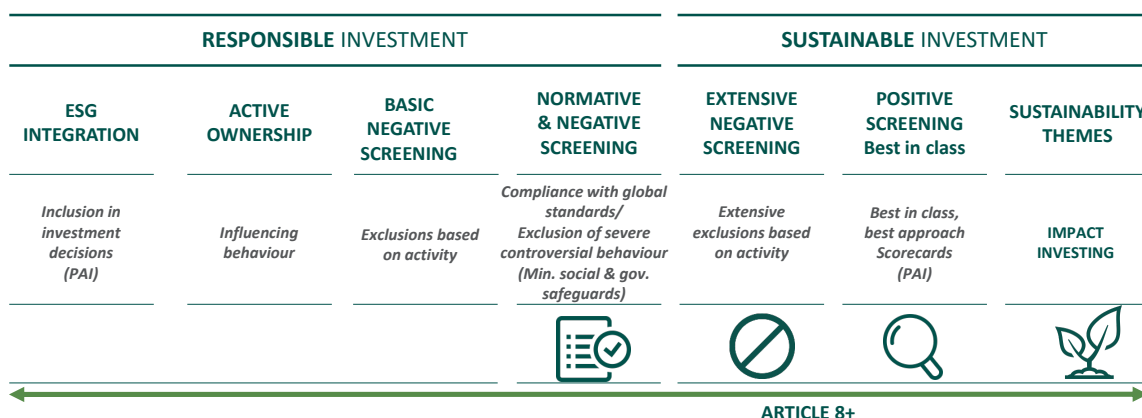 RESPONSIBLE INVESTMENT
SUSTAINABLE INVESTMENT
ESG
INTEGRATION
ACTIVE
OWNERSHIP
BASIC
NEGATIVE
SCREENING
NORMATIVE
& NEGATIVE
SCREENING
EXTENSIVE
NEGATIVE
SCREENING
POSITIVE
SCREENING
Best in class
SUSTAINABILITY
THEMES
Inclusion in
investment
decisions
(PAI)
Influencing
behaviour
Exclusions based
on activity
Compliance with global
standards/
Exclusion of severe
controversial behaviour
(Min. social & gov.
safeguards)
Extensive
exclusions based
on activity
Best in class,
best approach
Scorecards
(PAI)
IMPACT
INVESTING
ARTICLE 8+